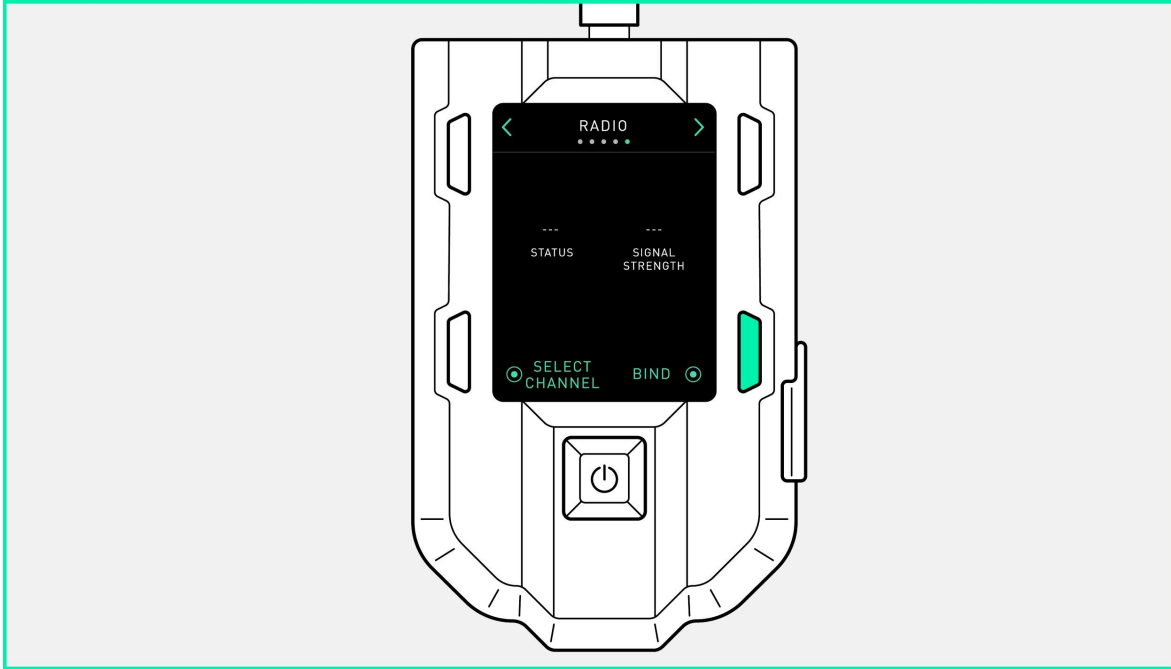 RADIO
--- ---
STATUS SIGNAL
STRENGTH
SELECT
CHANNEL BIND